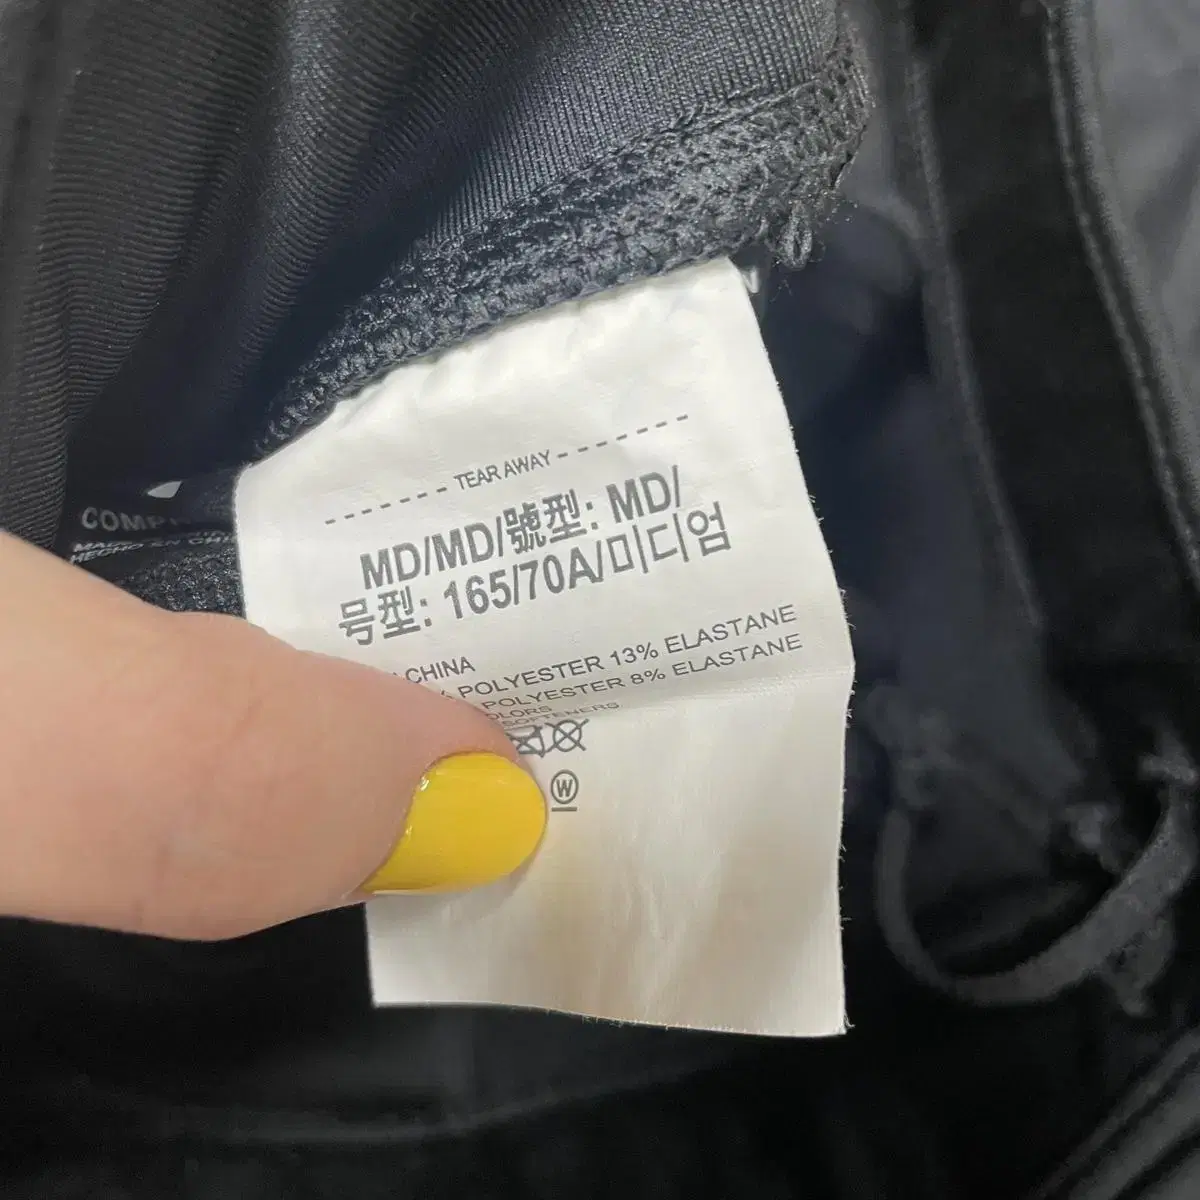 TEAR AWAY
MD/MD/號型: MD/
号型: 165/70A/미디엄
CHINA
POLYESTER 13% ELASTANE
POLYESTER 8% ELASTANE
SOFTENERS
W